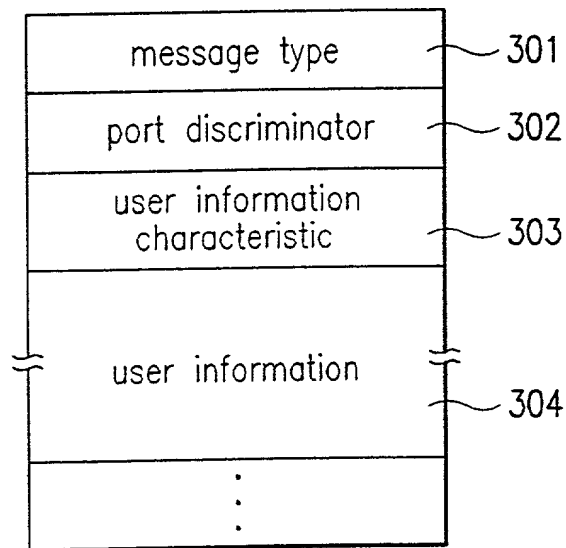 message type 301
port discriminator 302
user information
characteristic 303
user information 304